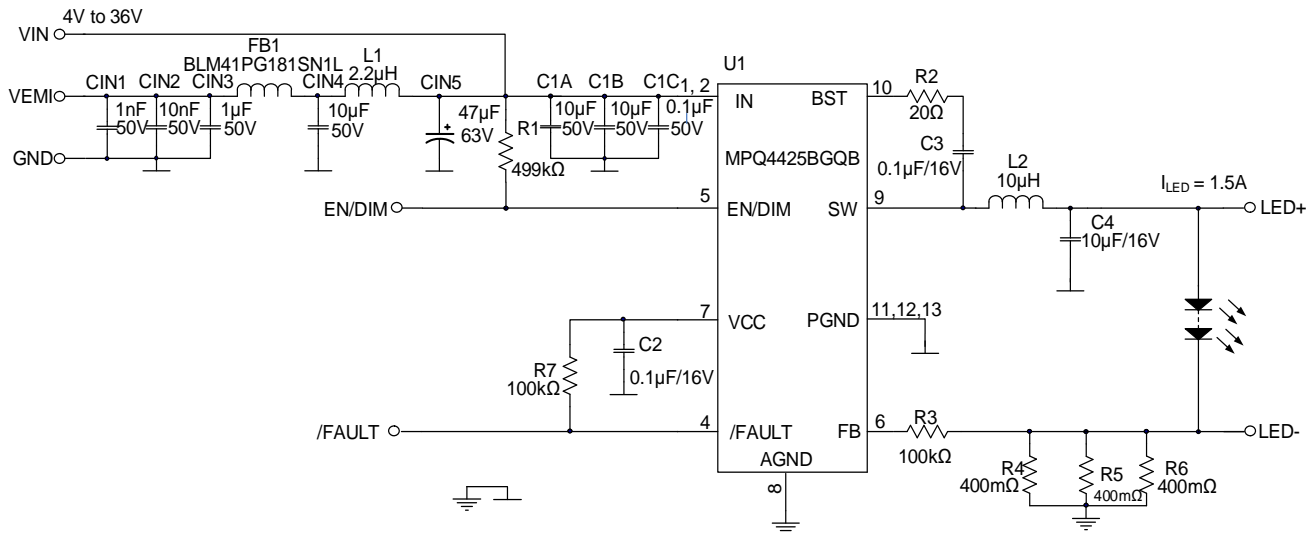 4V to 36V
VIN
FB1
BLM41PG181SN1L
L1
2.2μH
U1
VEMI
CIN1
CIN2
CIN3
CIN4
CIN5
C1A
C1B
C1C
1, 2
1nF
50V
10nF
50V
1μF
50V
10μF
50V
47μF
63V
R1
499kΩ
10μF
50V
10μF
50V
0.1μF
50V
GND
IN
BST
10
R2
20Ω
C3
0.1μF/16V
MPQ4425BGQB
L2
10μH
ILED = 1.5A
EN/DIM
5
EN/DIM
SW
9
LED+
C4
10μF/16V
7
VCC
PGND
11,12,13
C2
0.1μF/16V
R7
100kΩ
/FAULT
4
/FAULT
FB
6
R3
100kΩ
LED-
AGND
8
R4
400mΩ
R5
400mΩ
R6
400mΩ